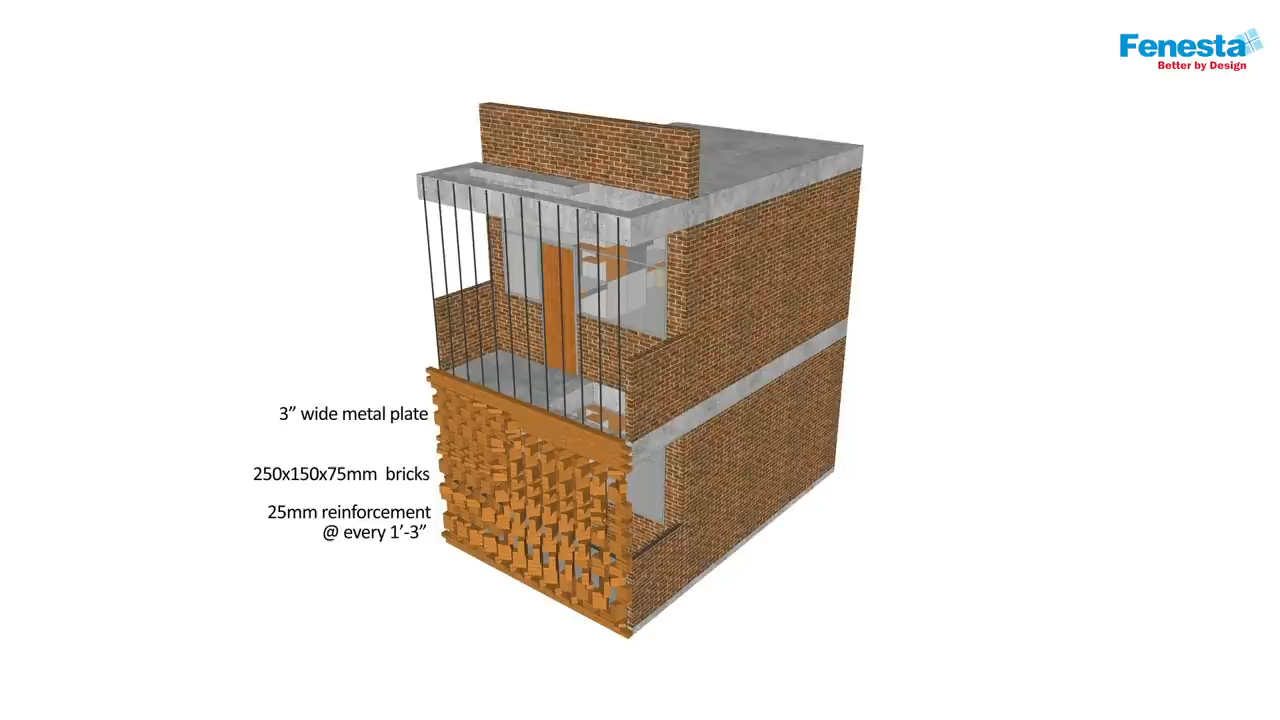 Fenesta
Better by Design
3” wide metal plate
250x150x75mm  bricks
25mm reinforcement
@ every 1’-3”